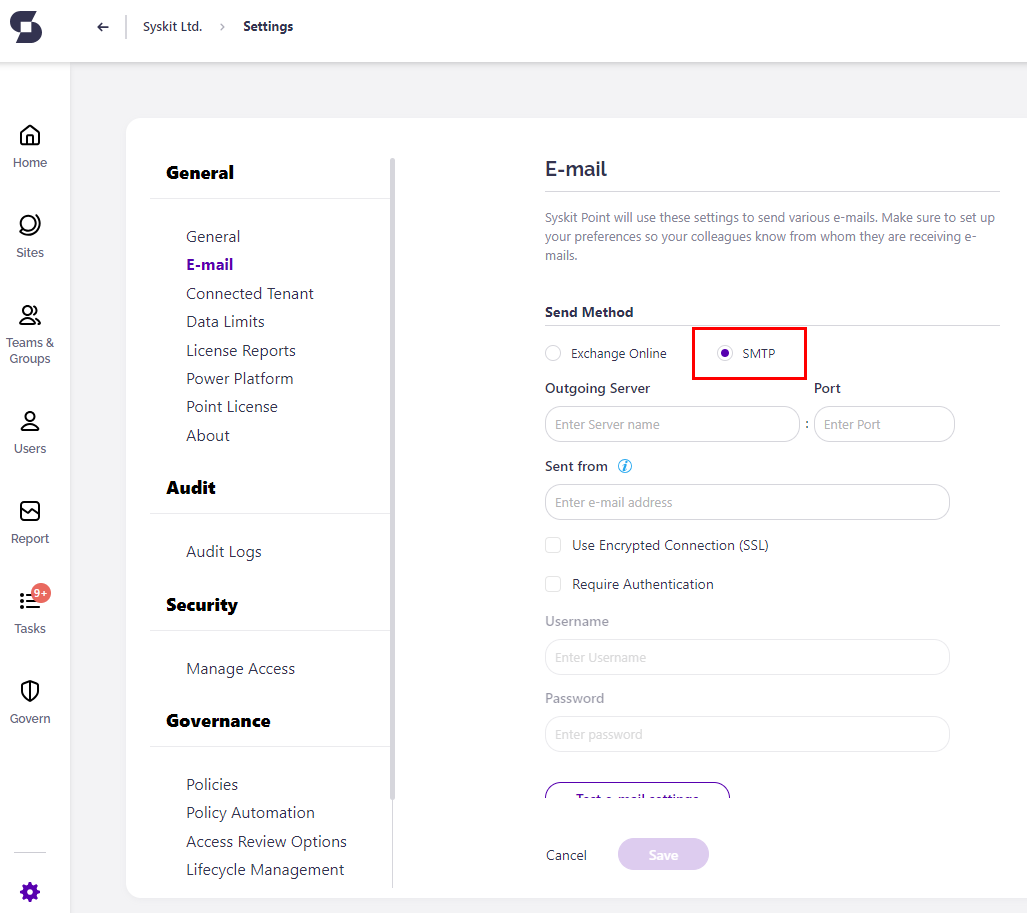 Syskit Ltd. > Settings
Home
Sites
Teams &
Groups
Users
Report
9+
Tasks
Govern
General
General
E-mail
Connected Tenant
Data Limits
License Reports
Power Platform
Point License
About
Audit
Audit Logs
Security
Manage Access
Governance
Policies
Policy Automation
Access Review Options
Lifecycle Management
E-mail
Syskit Point will use these settings to send various e-mails. Make sure to set up
your preferences so your colleagues know from whom they are receiving e-
mails.
Send Method
Exchange Online SMTP
Outgoing Server Port
Enter Server name : Enter Port
Sent from i
Enter e-mail address
Use Encrypted Connection (SSL)
Require Authentication
Username
Enter Username
Password
Enter password
Test e-mail settings
Cancel Save